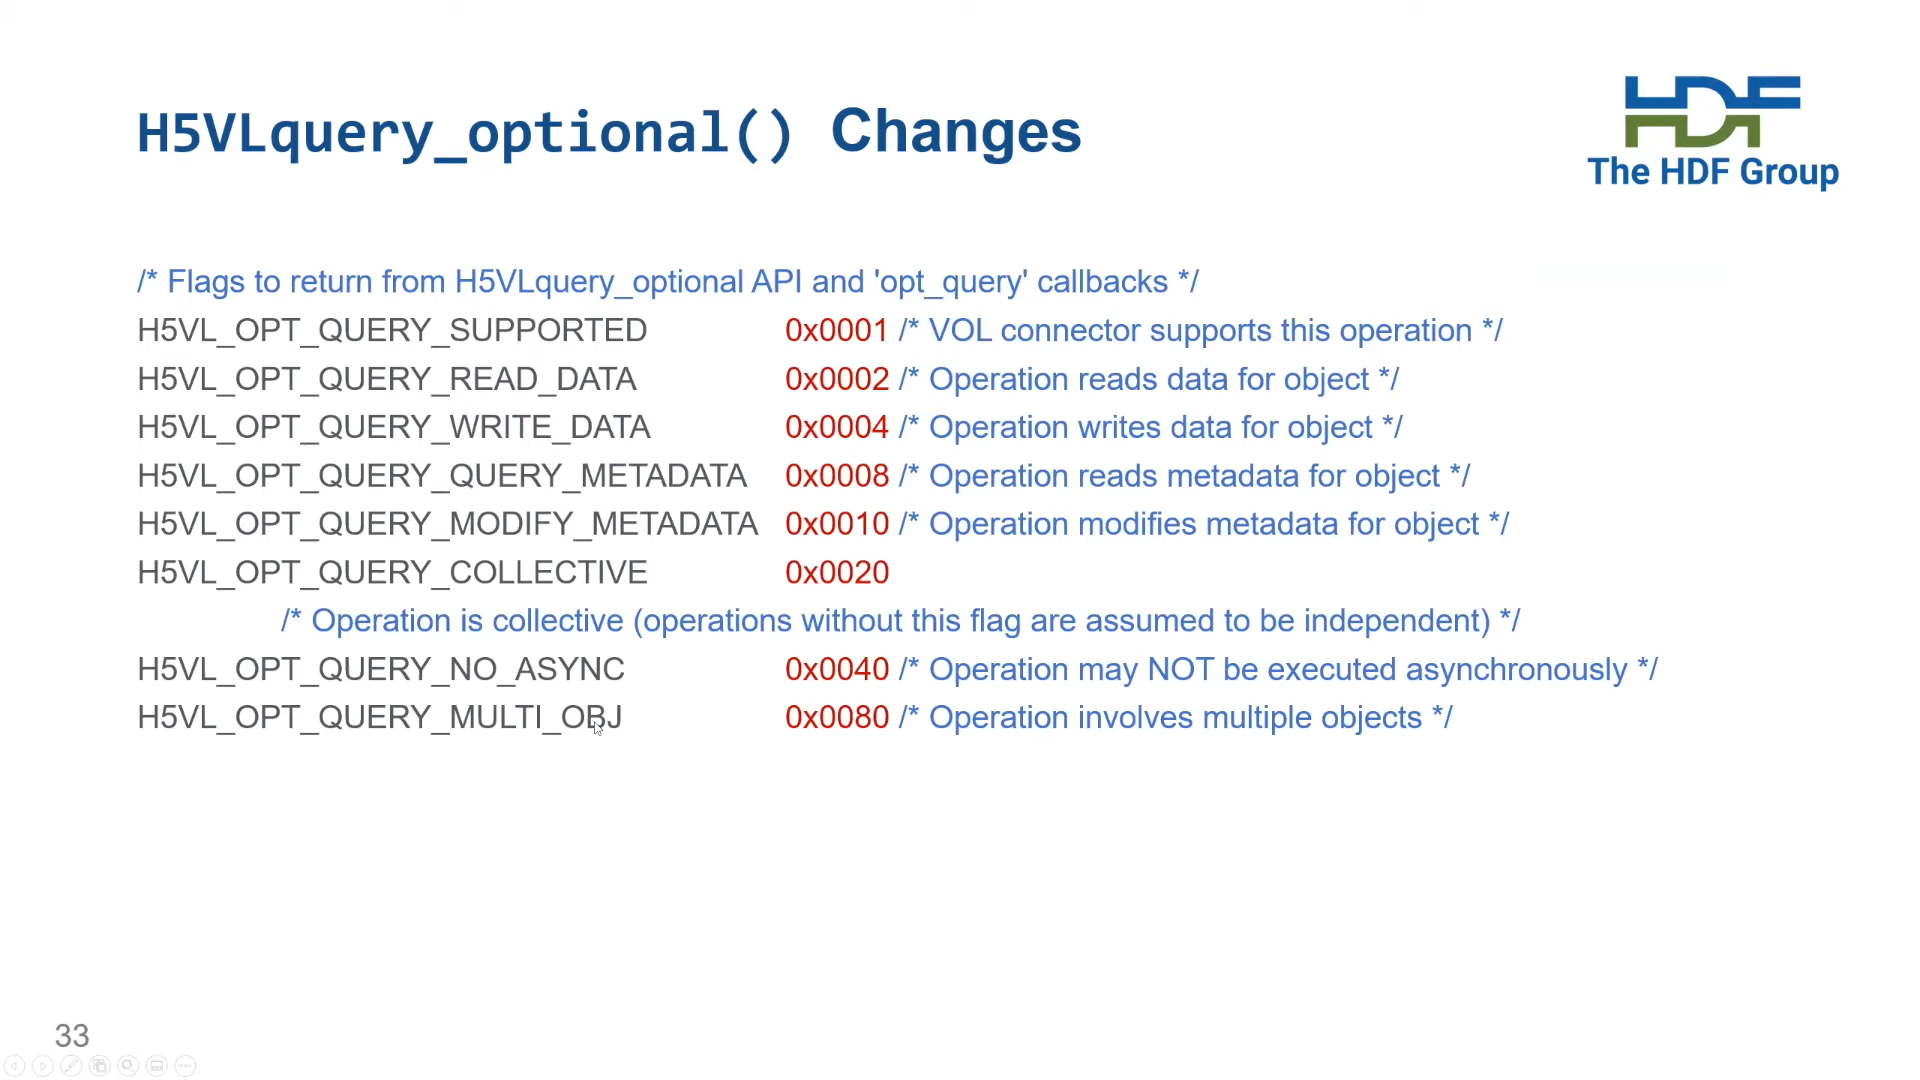 H5VLquery_optional() Changes
HDF
The HDF Group
/* Flags to return from H5VLquery_optional API and 'opt_query' callbacks */
H5VL_OPT_QUERY_SUPPORTED 0x0001 /* VOL connector supports this operation */
H5VL_OPT_QUERY_READ_DATA 0x0002 /* Operation reads data for object */
H5VL_OPT_QUERY_WRITE_DATA 0x0004 /* Operation writes data for object */
H5VL_OPT_QUERY_QUERY_METADATA 0x0008 /* Operation reads metadata for object */
H5VL_OPT_QUERY_MODIFY_METADATA 0x0010 /* Operation modifies metadata for object */
H5VL_OPT_QUERY_COLLECTIVE 0x0020
/* Operation is collective (operations without this flag are assumed to be independent) */
H5VL_OPT_QUERY_NO_ASYNC 0x0040 /* Operation may NOT be executed asynchronously */
H5VL_OPT_QUERY_MULTI_OBJ 0x0080 /* Operation involves multiple objects */
33